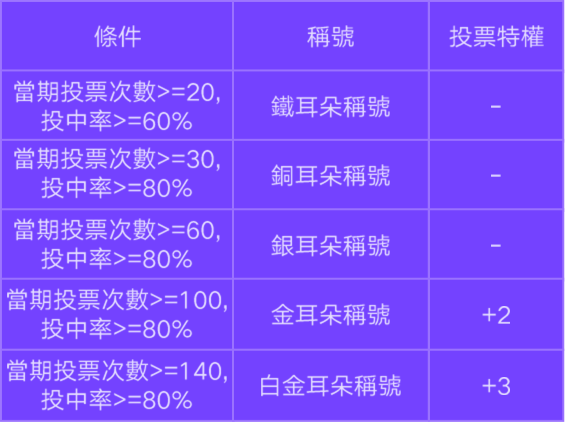 條件 稱號 投票特權
當期投票次數>=20,
投中率>=60%
鐵耳朵稱號
-
當期投票次數>=30,
投中率>=80%
銅耳朵稱號
-
當期投票次數>=60,
投中率>=80%
銀耳朵稱號
-
當期投票次數>=100,
投中率>=80%
金耳朵稱號
+2
當期投票次數>=140,
投中率>=80%
白金耳朵稱號
+3